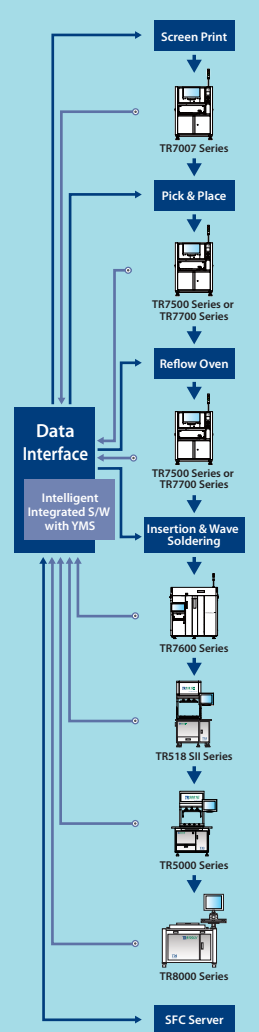 Screen Print
TR7007 Series
Pick & Place
TR7500 Series or
TR7700 Series
Reflow Oven
TR7500 Series or
TR7700 Series
Data
Interface
Intelligent
Integrated S/W
with YMS
Insertion & Wave
Soldering
TR7600 Series
TR518 SII Series
TR5000 Series
TR8000 Series
SFC Server